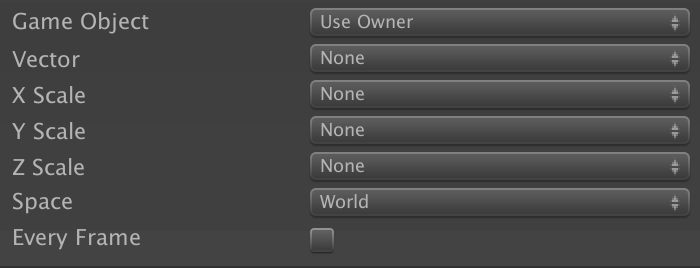 Game Object Use Owner
Vector None
X Scale None
Y Scale None
Z Scale None
Space World
Every Frame